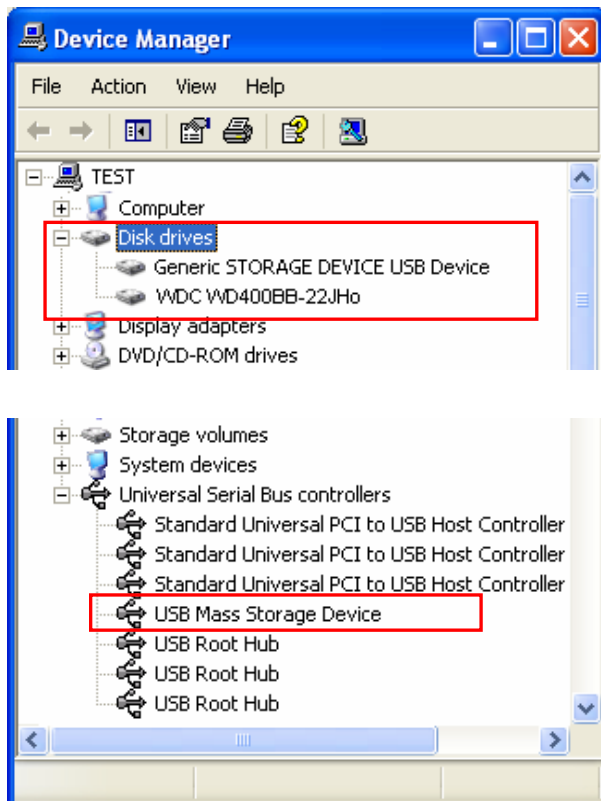 Device Manager
File Action View Help
TEST
Computer
Disk drives
Generic STORAGE DEVICE USB Device
WDC WD400BB-22JHo
Display adapters
DVD/CD-ROM drives
Storage volumes
System devices
Universal Serial Bus controllers
Standard Universal PCI to USB Host Controller
Standard Universal PCI to USB Host Controller
Standard Universal PCI to USB Host Controller
USB Mass Storage Device
USB Root Hub
USB Root Hub
USB Root Hub